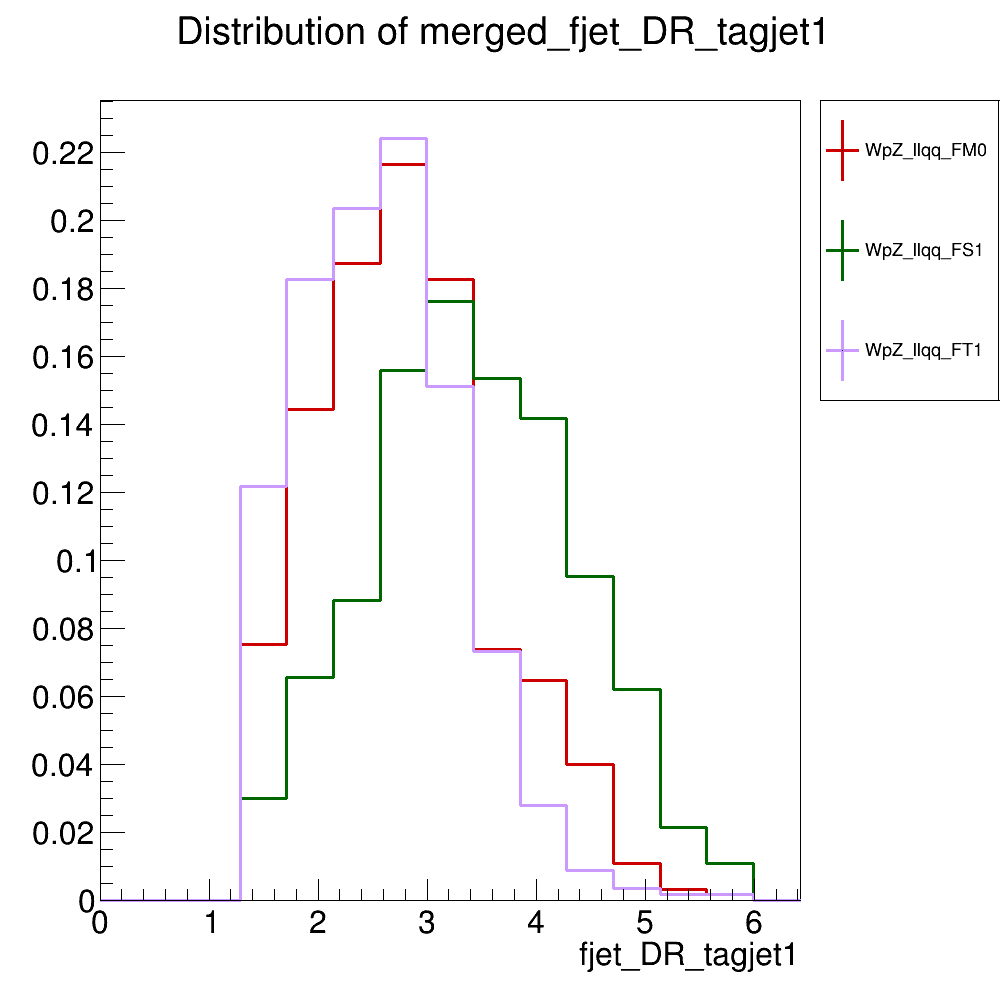 Distribution of merged_fjet_DR_tagjet1
WpZ_llqq_FM0
WpZ_llqq_FS1
WpZ_llqq_FT1
0.22
0.2
0.18
0.16
0.14
0.12
0.1
0.08
0.06
0.04
0.02
0
0 1 2 3 4 5 6
fjet_DR_tagjet1